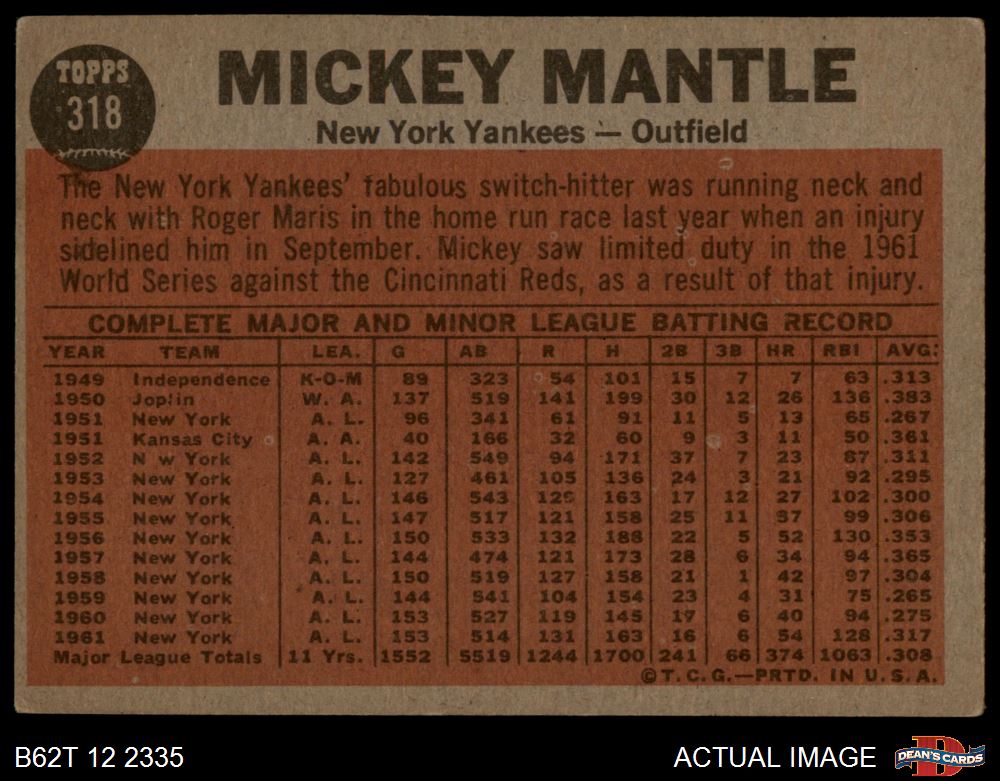 TOPPS
318
MICKEY MANTLE
New York Yankees — Outfield
The New York Yankees' fabulous switch-hitter was running neck and
neck with Roger Maris in the home run race last year when an injury
sidelined him in September. Mickey saw limited duty in the 1961
World Series against the Cincinnati Reds, as a result of that injury.
COMPLETE MAJOR AND MINOR LEAGUE BATTING RECORD
YEAR TEAM LEA. G AB R H 2B 3B HR RBI AVG.
1949 Independence K-O-M 89 323 54 101 15 7 7 63 .313
1950 Joplin W. A. 137 519 141 199 30 12 26 136 .383
1951 New York A. L. 96 341 61 91 11 5 13 65 .267
1951 Kansas City A. A. 40 166 32 60 9 3 11 50 .361
1952 N w York A. L. 142 549 94 171 37 7 23 87 .311
1953 New York A. L. 127 461 105 136 24 3 21 92 .295
1954 New York A. L. 146 543 129 163 17 12 27 102 .300
1955 New York A. L. 147 517 121 158 25 11 37 99 .306
1956 New York A. L. 150 533 132 188 22 5 52 130 .353
1957 New York A. L. 144 474 121 173 28 6 34 94 .365
1958 New York A. L. 150 519 127 158 21 1 42 97 .304
1959 New York A. L. 144 541 104 154 23 4 31 75 .265
1960 New York A. L. 153 527 119 145 17 6 40 94 .275
1961 New York A. L. 153 514 131 163 16 6 54 128 .317
Major League Totals 11 Yrs. 1552 5519 1244 1700 241 66 374 1063 .308
©T.C.G.—PRTD. IN U.S.A.
B62T 12 2335
ACTUAL IMAGE
DEAN'S CARDS